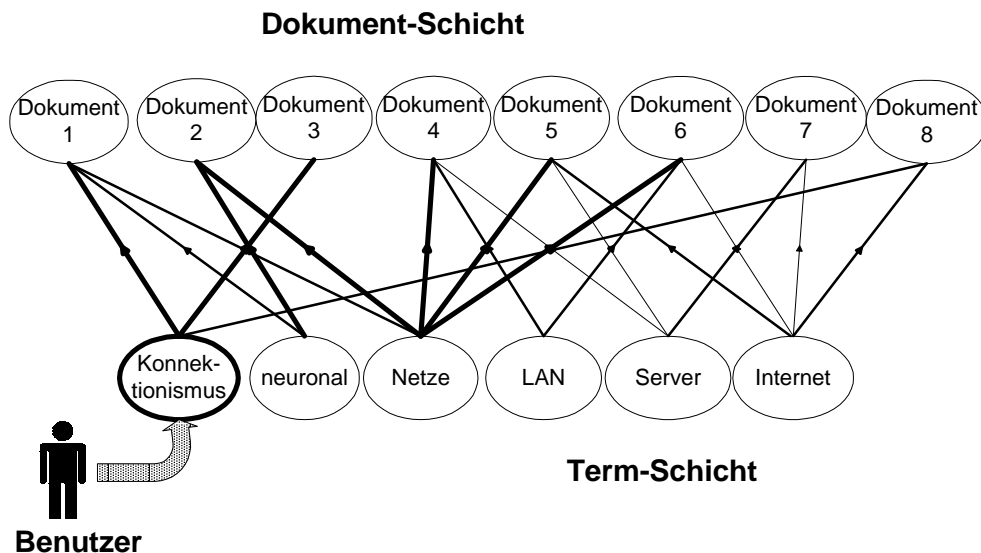 Dokument-Schicht
Dokument
1
Dokument
2
Dokument
3
Dokument
4
Dokument
5
Dokument
6
Dokument
7
Dokument
8
Konnek-
tionismus
neuronal
Netze
LAN
Server
Internet
Term-Schicht
Benutzer